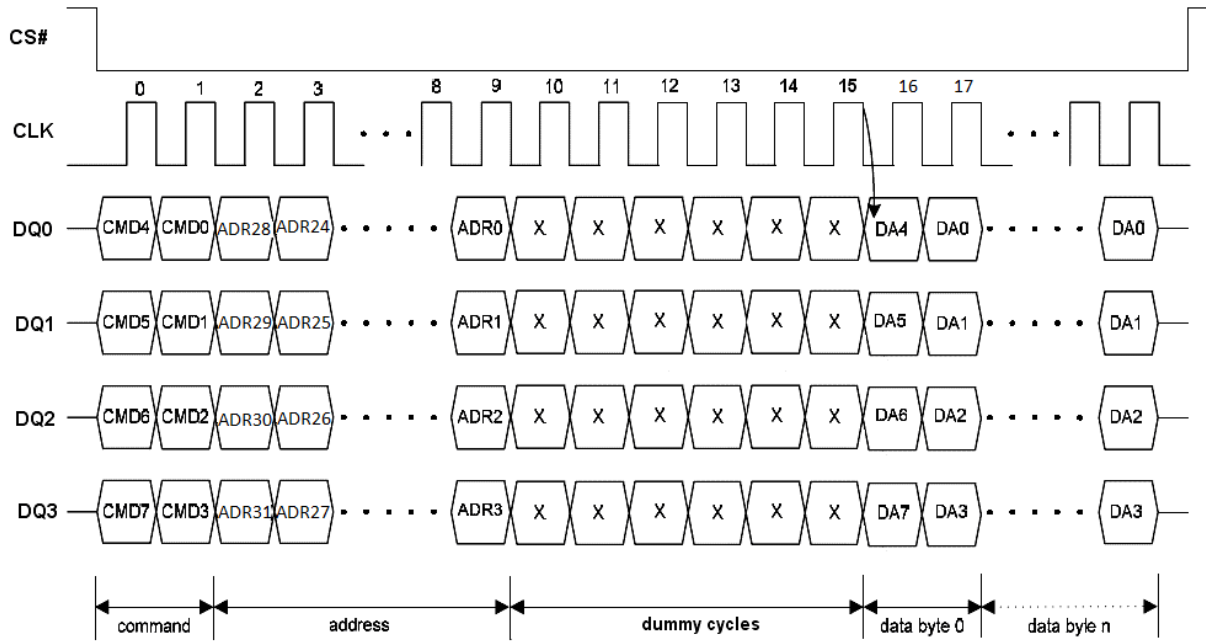 CS#
0 1 2 3 8 9 10 11 12 13 14 15 16 17
CLK
DQ0 CMD4 CMD0 ADR28 ADR24 ADR0 X X X X X X DA4 DA0 DA0
DQ1 CMD5 CMD1 ADR29 ADR25 ADR1 X X X X X X DA5 DA1 DA1
DQ2 CMD6 CMD2 ADR30 ADR26 ADR2 X X X X X X DA6 DA2 DA2
DQ3 CMD7 CMD3 ADR31 ADR27 ADR3 X X X X X X DA7 DA3 DA3
command address dummy cycles data byte 0 data byte n